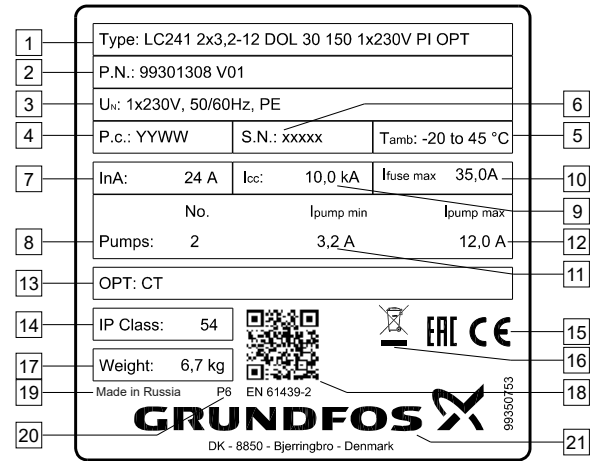 1 Type: LC241 2x3,2-12 DOL 30 150 1x230V PI OPT
2 P.N.: 99301308 V01
3 UN: 1x230V, 50/60Hz, PE 6
4 P.c.: YYWW S.N.: xxxxx Tamb: -20 to 45 °C 5
7 InA: 24 A Icc: 10,0 kA Ifuse max 35,0A 10
9
No. Ipump min Ipump max
8 Pumps: 2 3,2 A 12,0 A 12
11
13 OPT: CT
14 IP Class: 54 EAC CE 15
16
17 Weight: 6,7 kg
19 Made in Russia P6 EN 61439-2 18
99350753
GRUNDFOS
20 DK - 8850 - Bjerringbro - Denmark 21